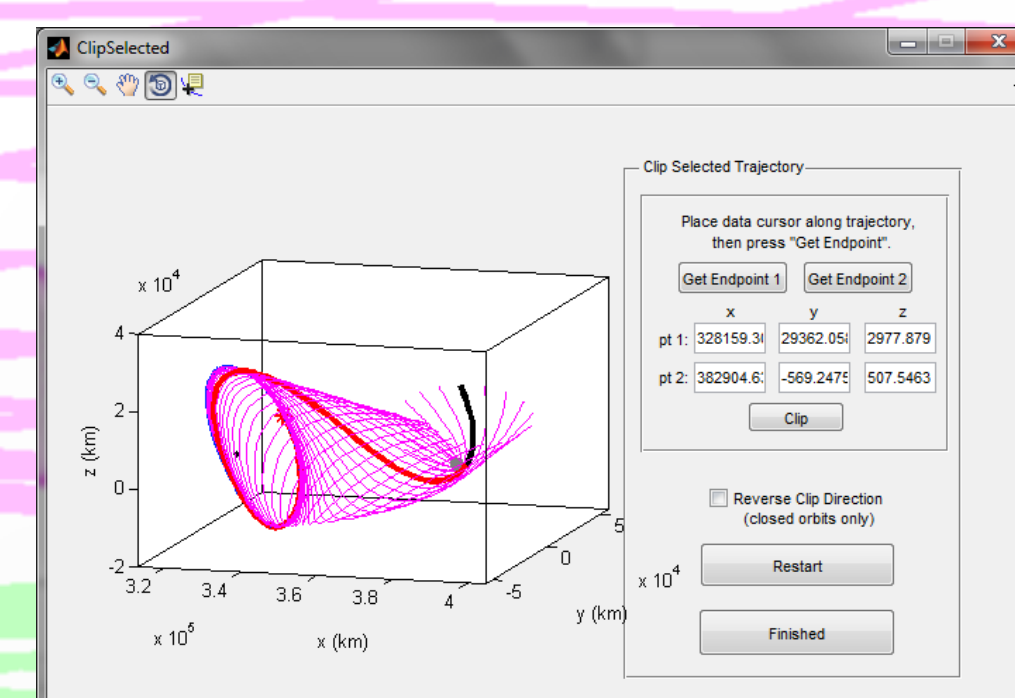 ClipSelected
Clip Selected Trajectory
Place data cursor along trajectory,
then press "Get Endpoint".
Get Endpoint 1 Get Endpoint 2
x y z
pt 1: 328159.3 29362.05 2977.879
pt 2: 382904.6 -569.2475 507.5463
Clip
Reverse Clip Direction
(closed orbits only)
Restart
Finished
x 10^4
4
2
0
-2
z (km)
3.2 3.4 3.6 3.8 4
x 10^5
x (km)
-5 0 5
x 10^4
y (km)